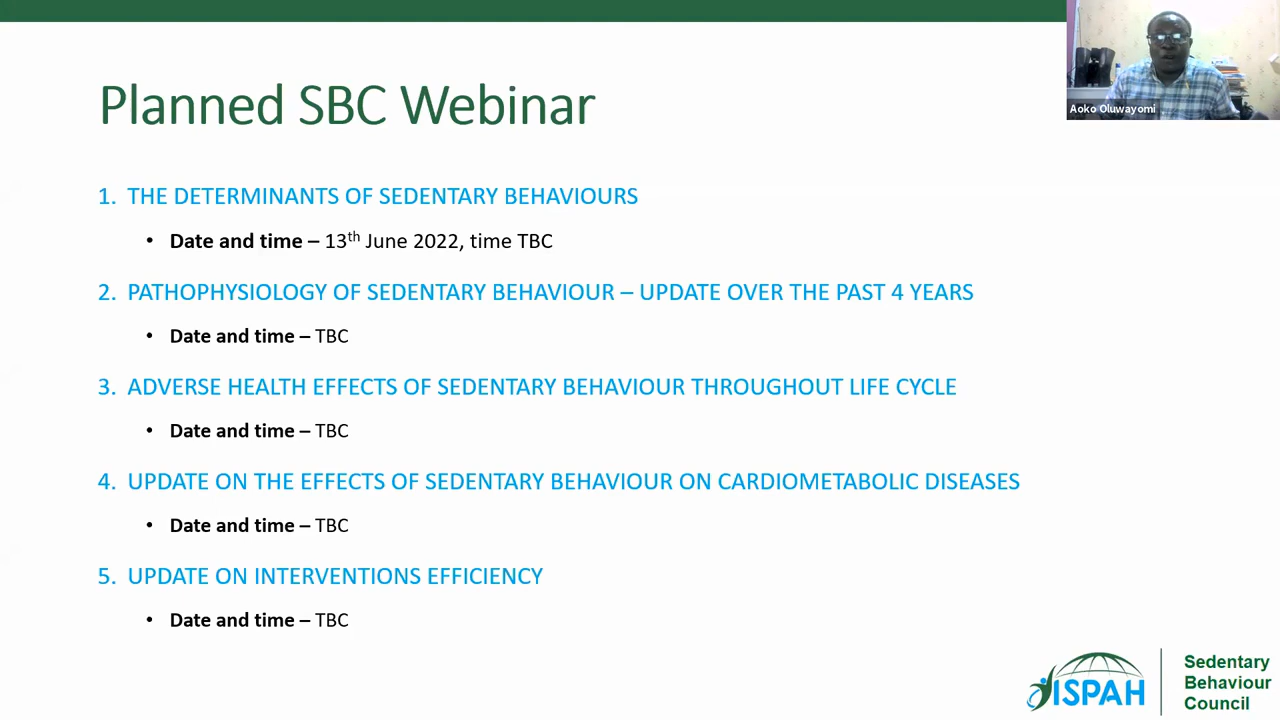 Planned SBC Webinar
Aoko Oluwayomi
1. THE DETERMINANTS OF SEDENTARY BEHAVIOURS
• Date and time – 13th June 2022, time TBC
2. PATHOPHYSIOLOGY OF SEDENTARY BEHAVIOUR – UPDATE OVER THE PAST 4 YEARS
• Date and time – TBC
3. ADVERSE HEALTH EFFECTS OF SEDENTARY BEHAVIOUR THROUGHOUT LIFE CYCLE
• Date and time – TBC
4. UPDATE ON THE EFFECTS OF SEDENTARY BEHAVIOUR ON CARDIOMETABOLIC DISEASES
• Date and time – TBC
5. UPDATE ON INTERVENTIONS EFFICIENCY
• Date and time – TBC
ISPAH
Sedentary
Behaviour
Council